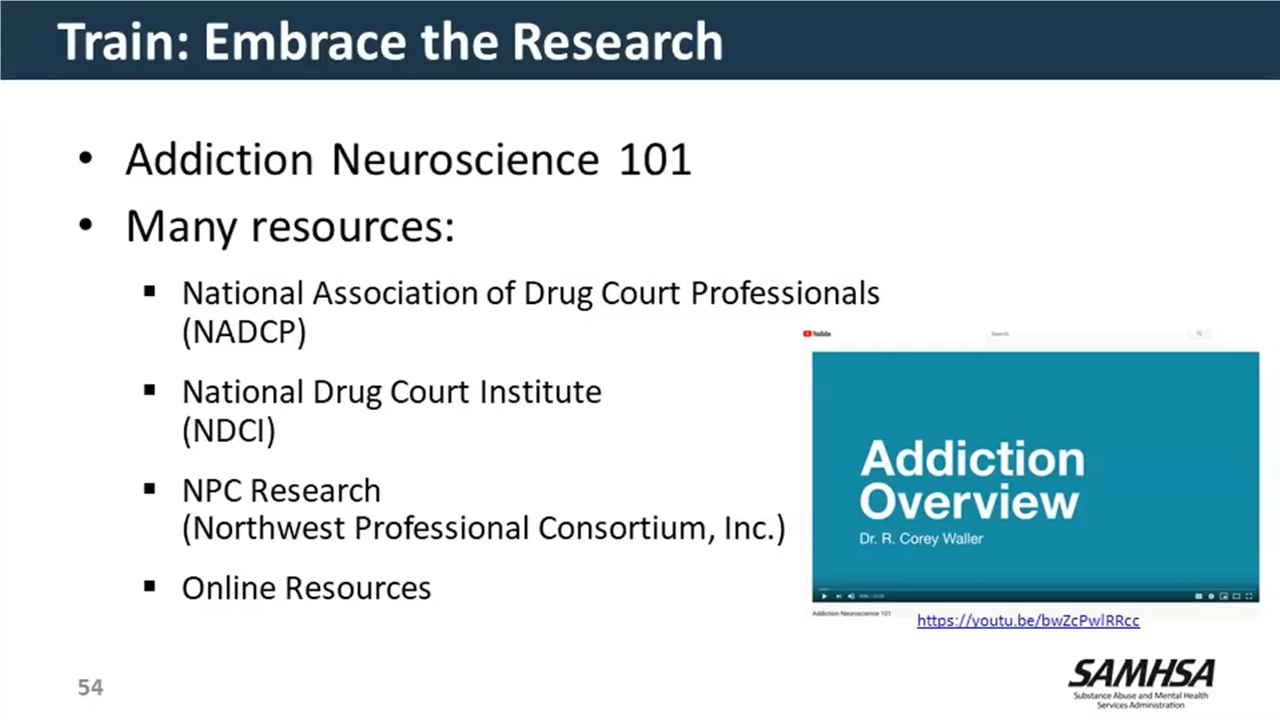 Train: Embrace the Research
• Addiction Neuroscience 101
• Many resources:
▪ National Association of Drug Court Professionals
(NADCP)
▪ National Drug Court Institute
(NDCI)
▪ NPC Research
(Northwest Professional Consortium, Inc.)
▪ Online Resources
YouTube
Search
Addiction
Overview
Dr. R. Corey Waller
Addiction Neuroscience 101
https://youtu.be/bwZcPwlRRcc
54
SAMHSA
Substance Abuse and Mental Health
Services Administration